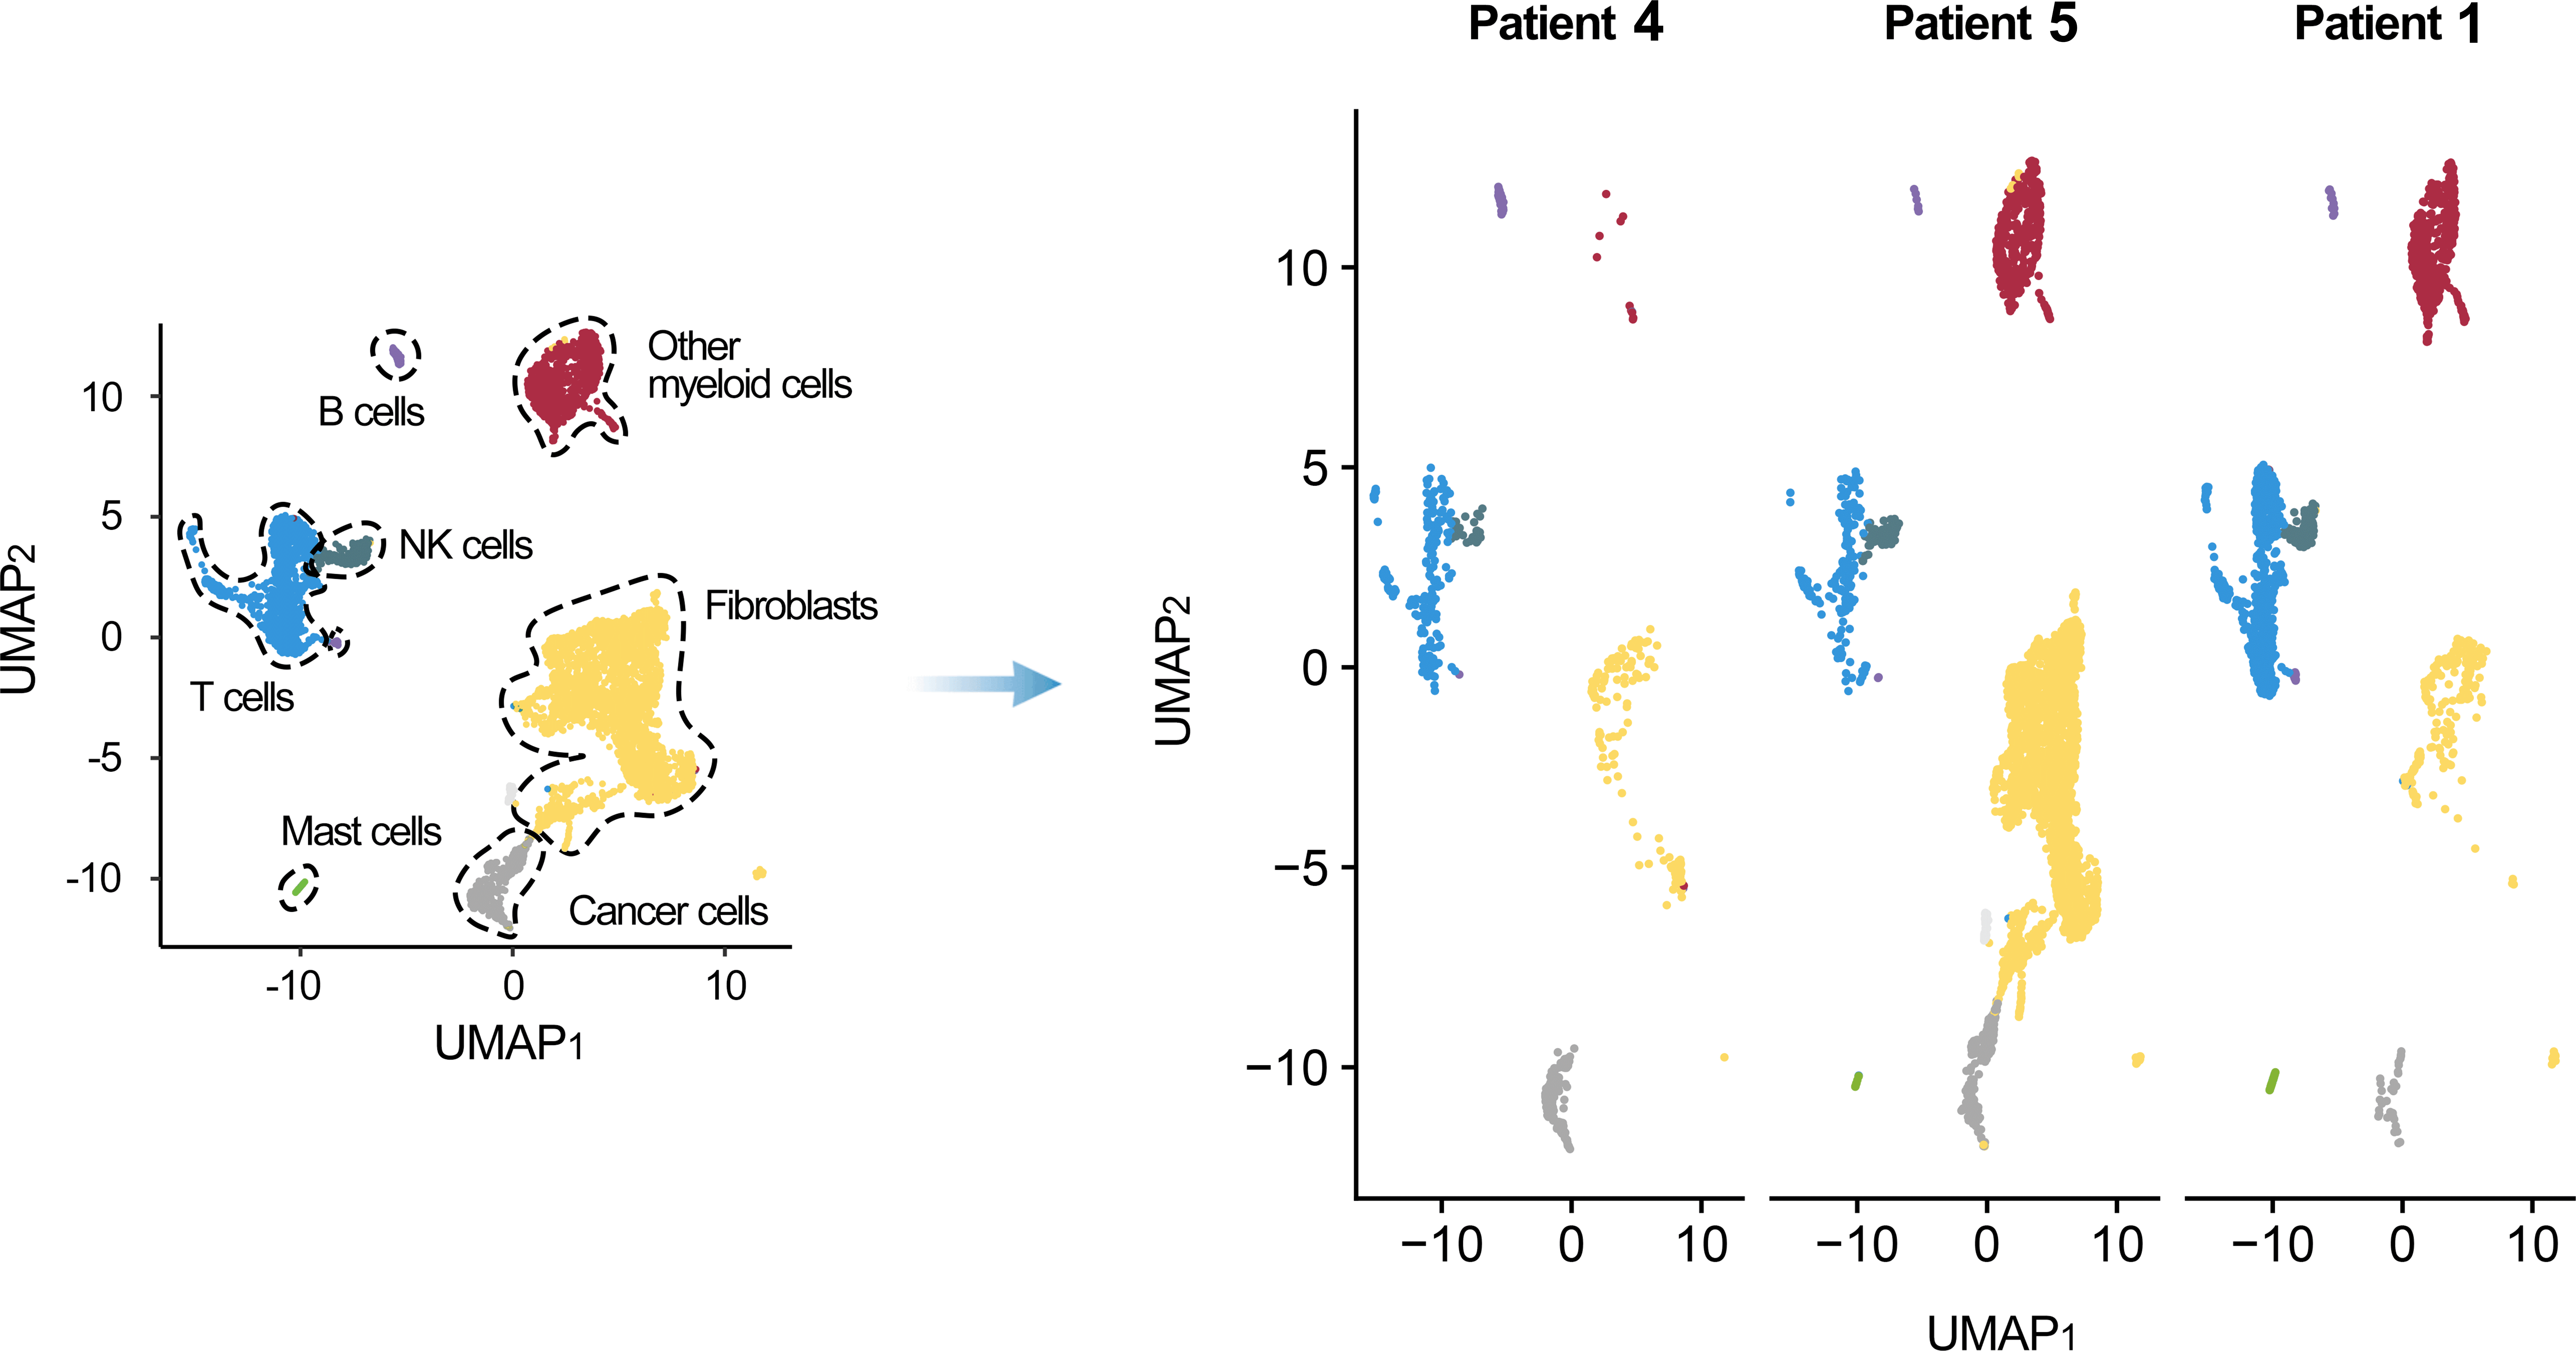 Patient 4
Patient 5
Patient 1
Other
myeloid cells
B cells
NK cells
T cells
Fibroblasts
Mast cells
Cancer cells
UMAP2
10
5
0
-5
-10
-10
0
10
UMAP1
UMAP2
10
5
0
−5
−10
−10
0
10
−10
0
10
−10
0
10
UMAP1